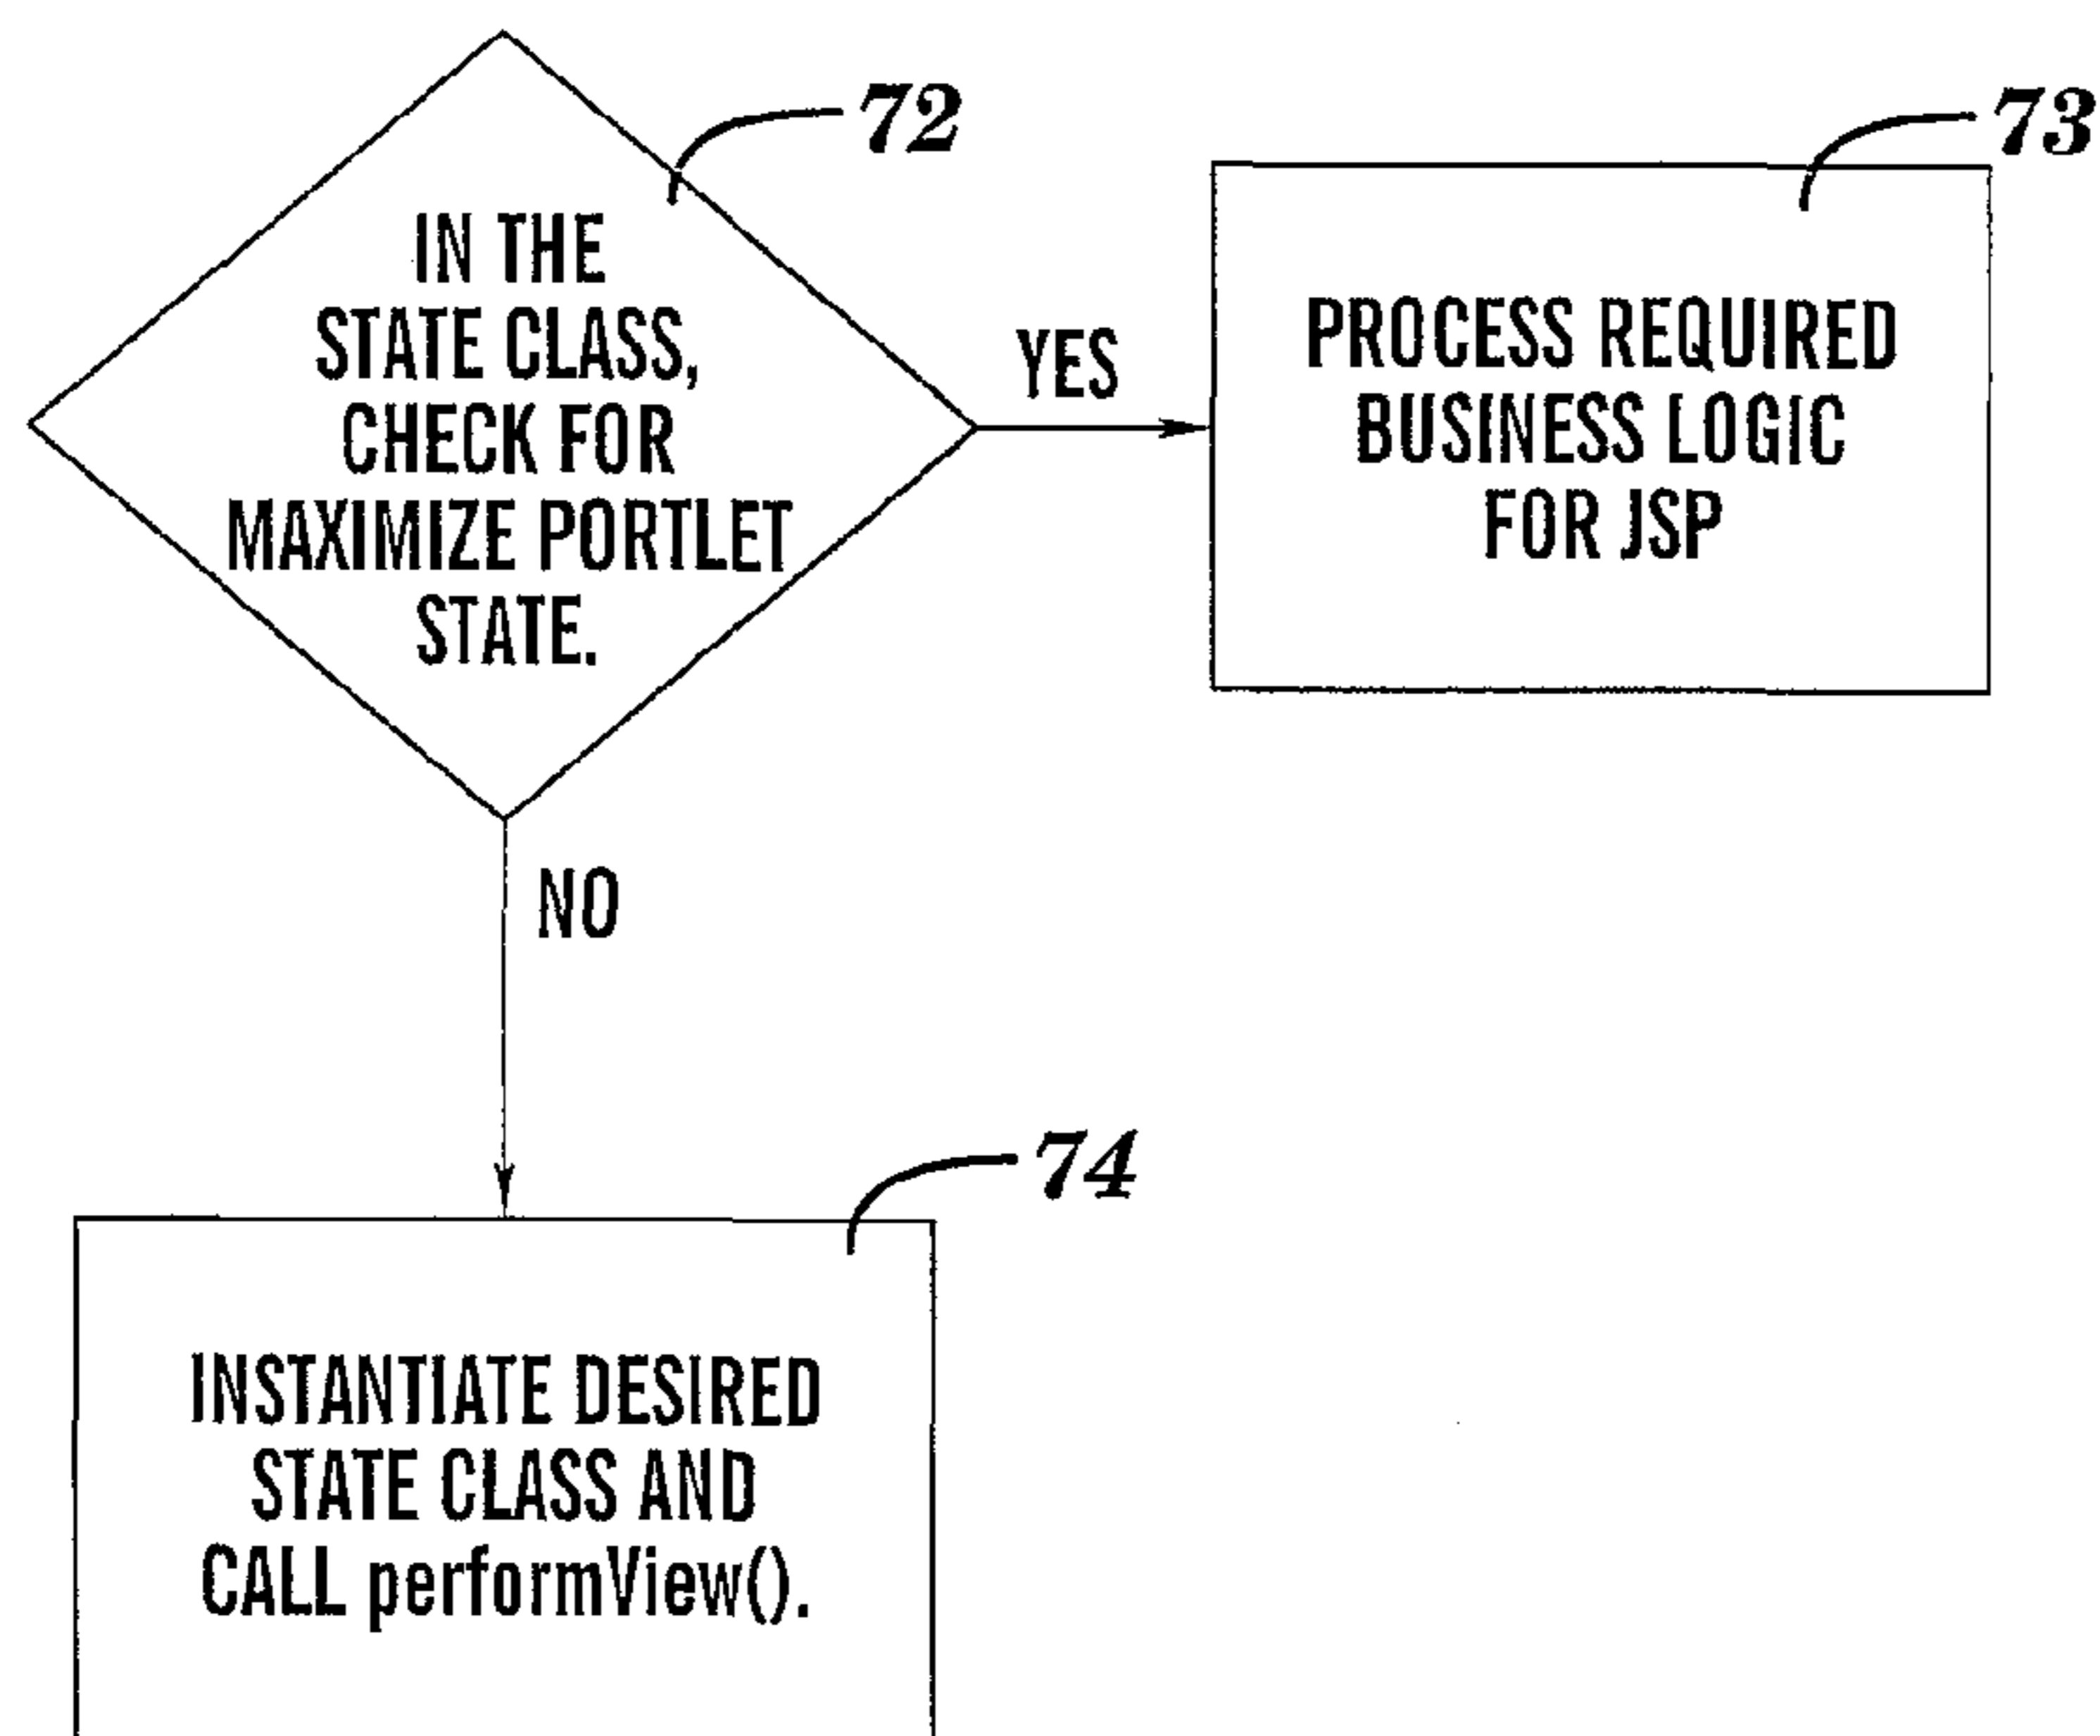 72
IN THE
STATE CLASS,
CHECK FOR
MAXIMIZE PORTLET
STATE.
YES
73
PROCESS REQUIRED
BUSINESS LOGIC
FOR JSP
NO
74
INSTANTIATE DESIRED
STATE CLASS AND
CALL performView().